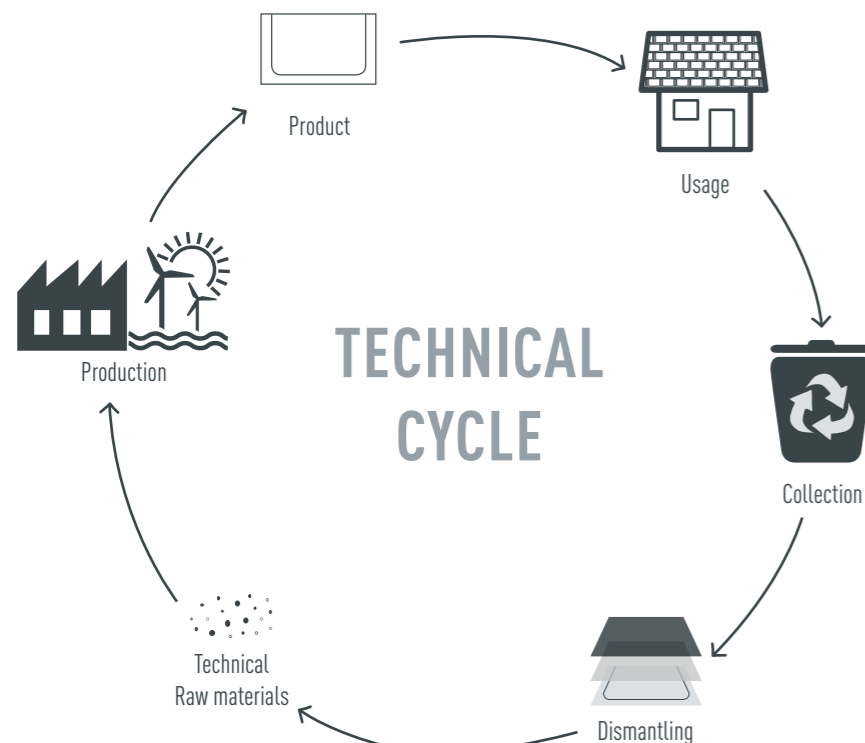 Product
Usage
Production
TECHNICAL
CYCLE
Collection
Technical
Raw materials
Dismantling